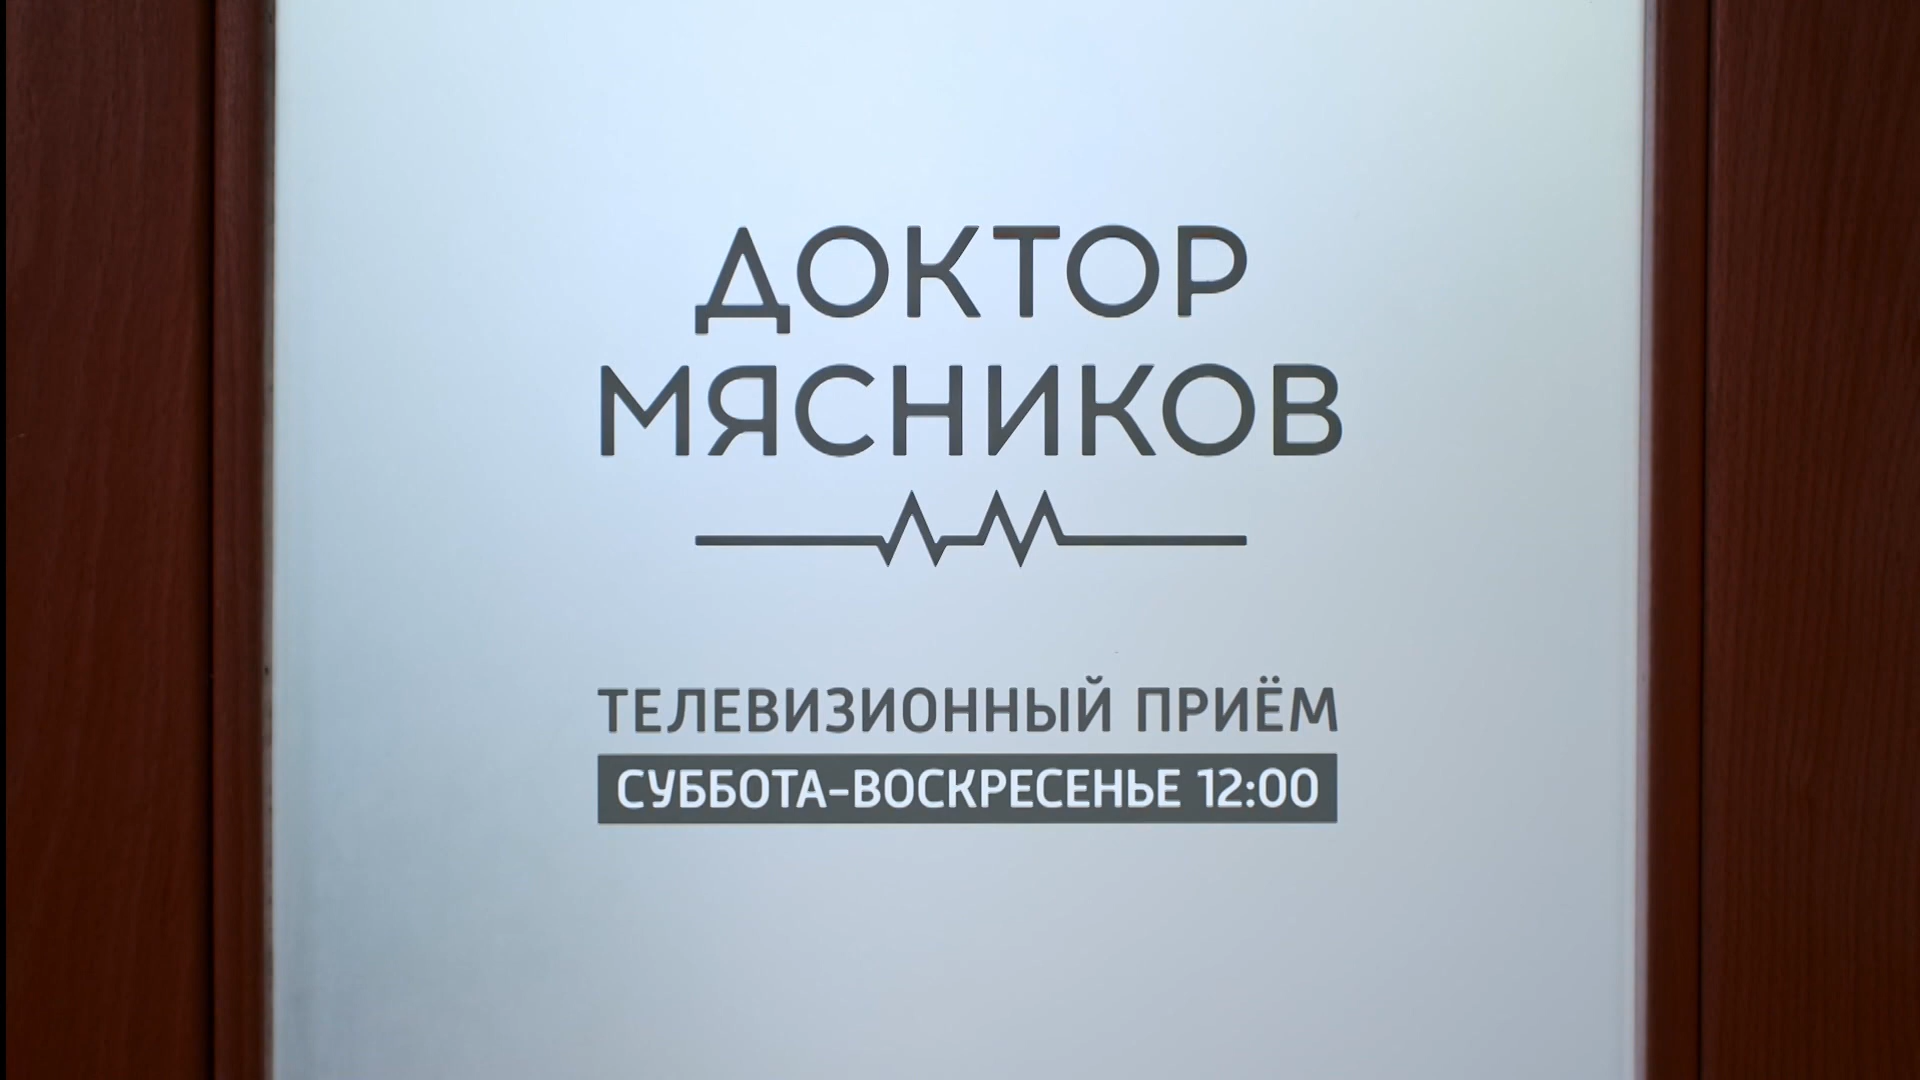 ДОКТОР
МЯСНИКОВ
ТЕЛЕВИЗИОННЫЙ ПРИЁМ
СУББОТА-ВОСКРЕСЕНЬЕ 12:00